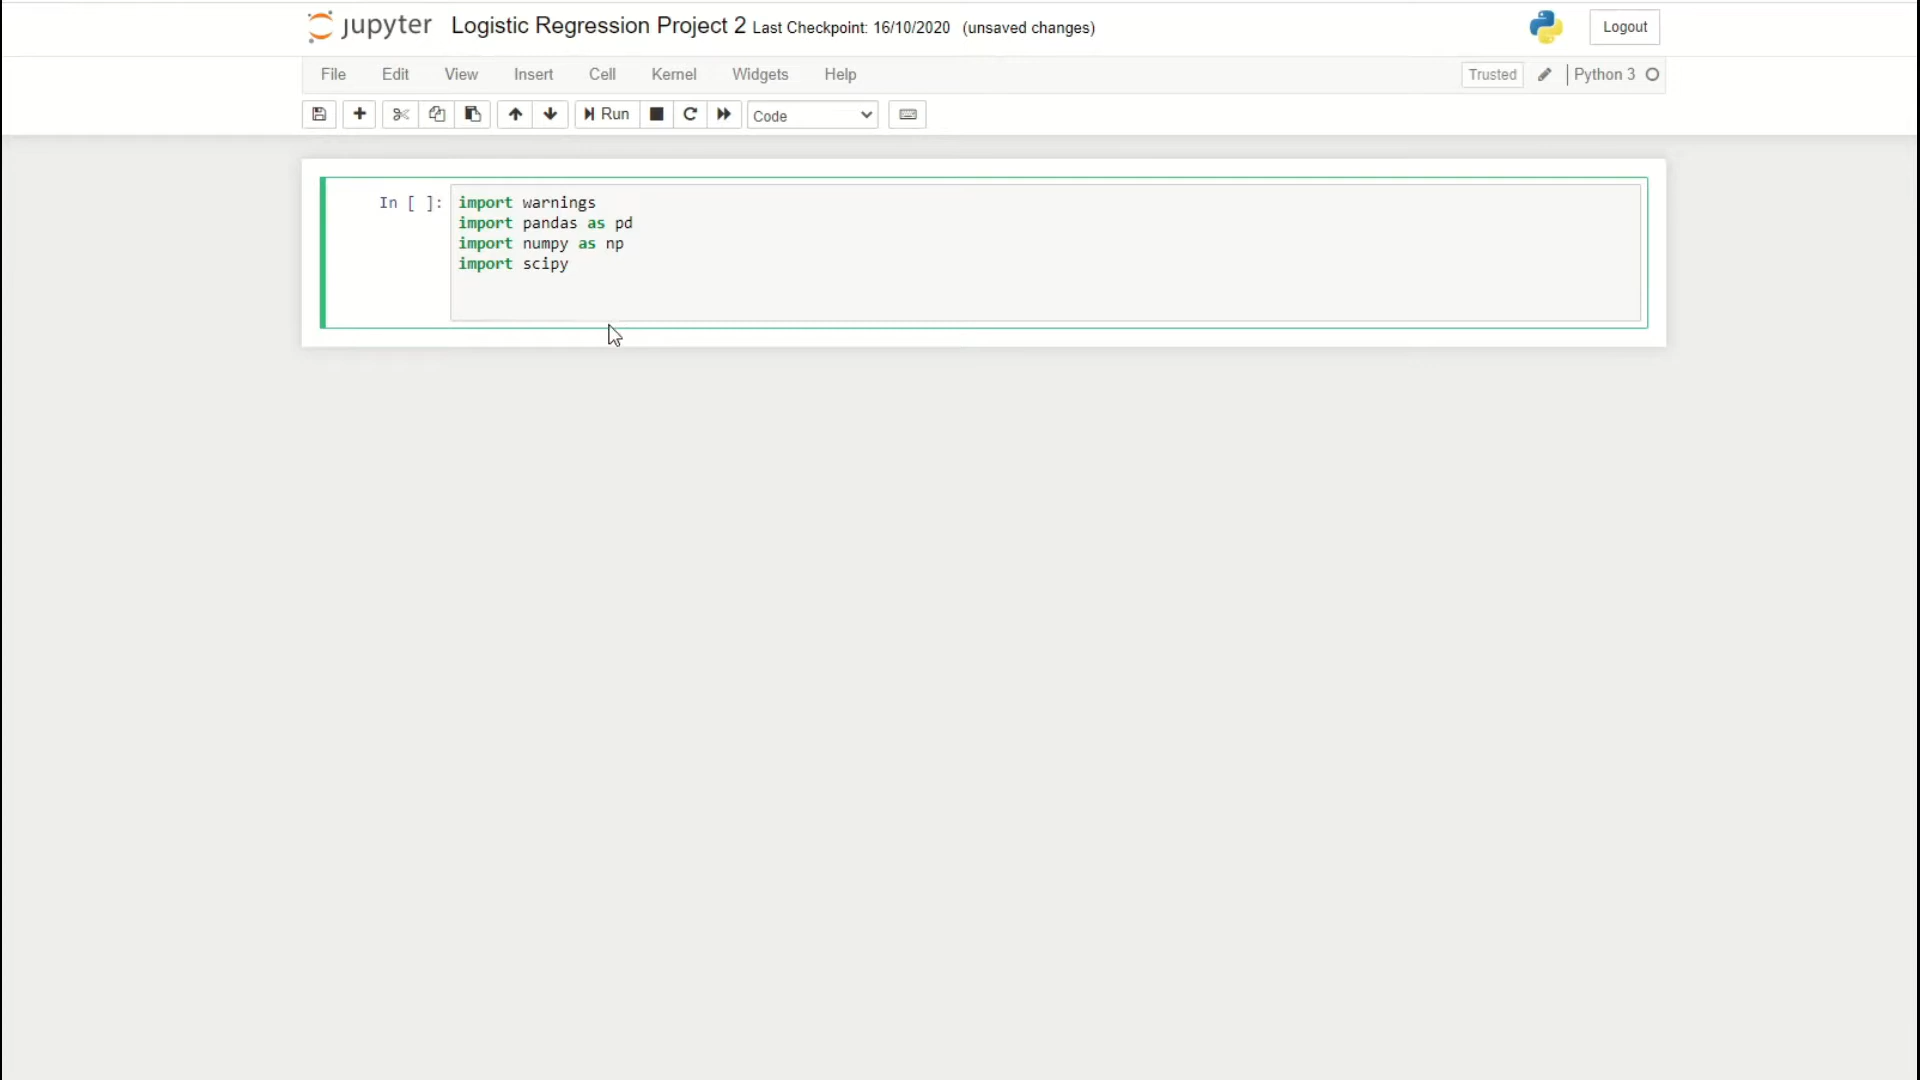 jupyter Logistic Regression Project 2 Last Checkpoint: 16/10/2020 (unsaved changes) Logout
File Edit View Insert Cell Kernel Widgets Help Trusted Python 3
Run Code
In [ ]: import warnings
import pandas as pd
import numpy as np
import scipy